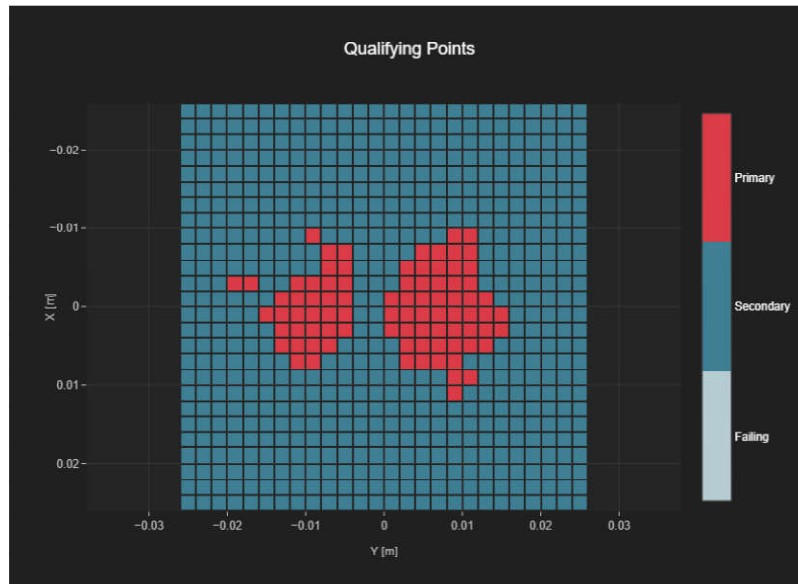 Qualifying Points
−0.02
−0.01
0
0.01
0.02
X [m]
−0.03
−0.02
−0.01
0
0.01
0.02
0.03
Y [m]
Primary
Secondary
Failing